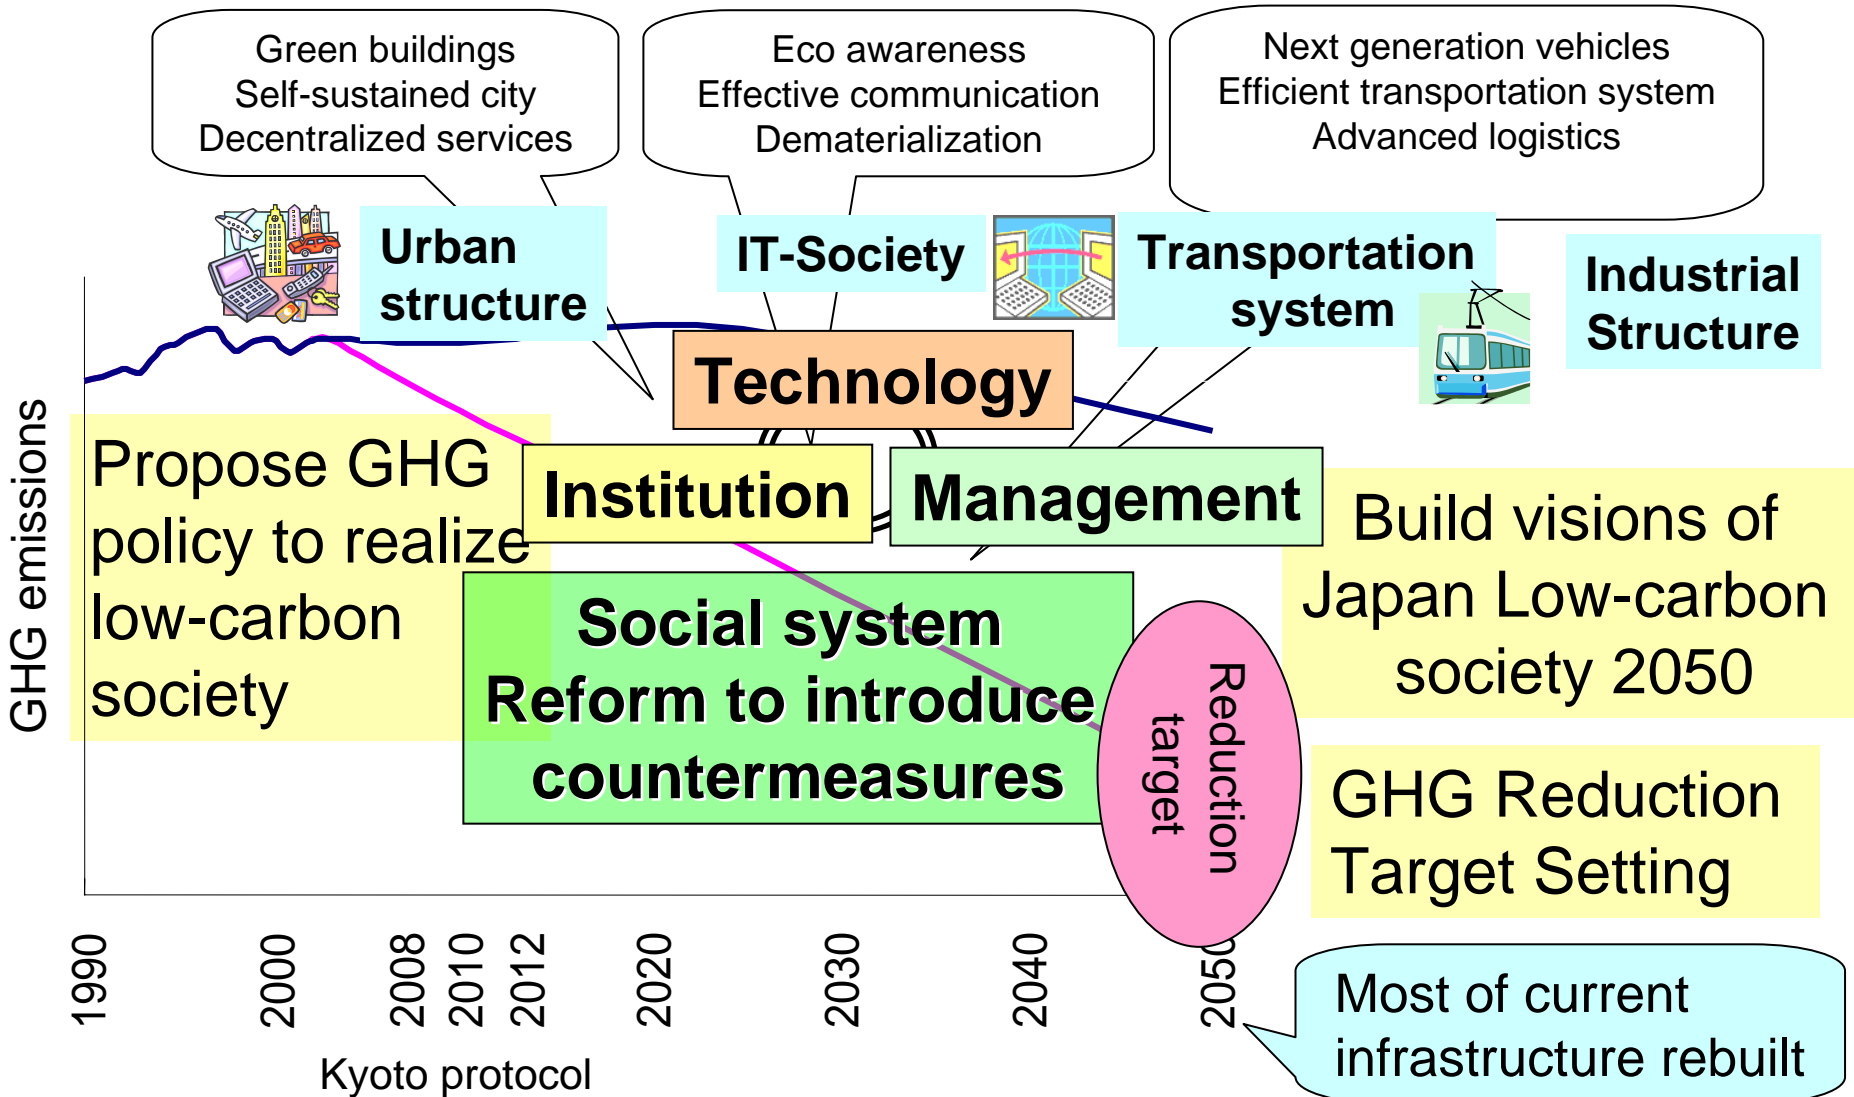 Green buildings
Self-sustained city
Decentralized services
Eco awareness
Effective communication
Dematerialization
Next generation vehicles
Efficient transportation system
Advanced logistics
Urban
structure
IT-Society
Transportation
system
Industrial
Structure
Technology
Institution
Management
GHG emissions
Propose GHG
policy to realize
low-carbon
society
Social system
Reform to introduce
countermeasures
Reduction
target
Build visions of
Japan Low-carbon
society 2050
GHG Reduction
Target Setting
1990
2000
2008
2010
2012
2020
2030
2040
2050
Kyoto protocol
Most of current
infrastructure rebuilt